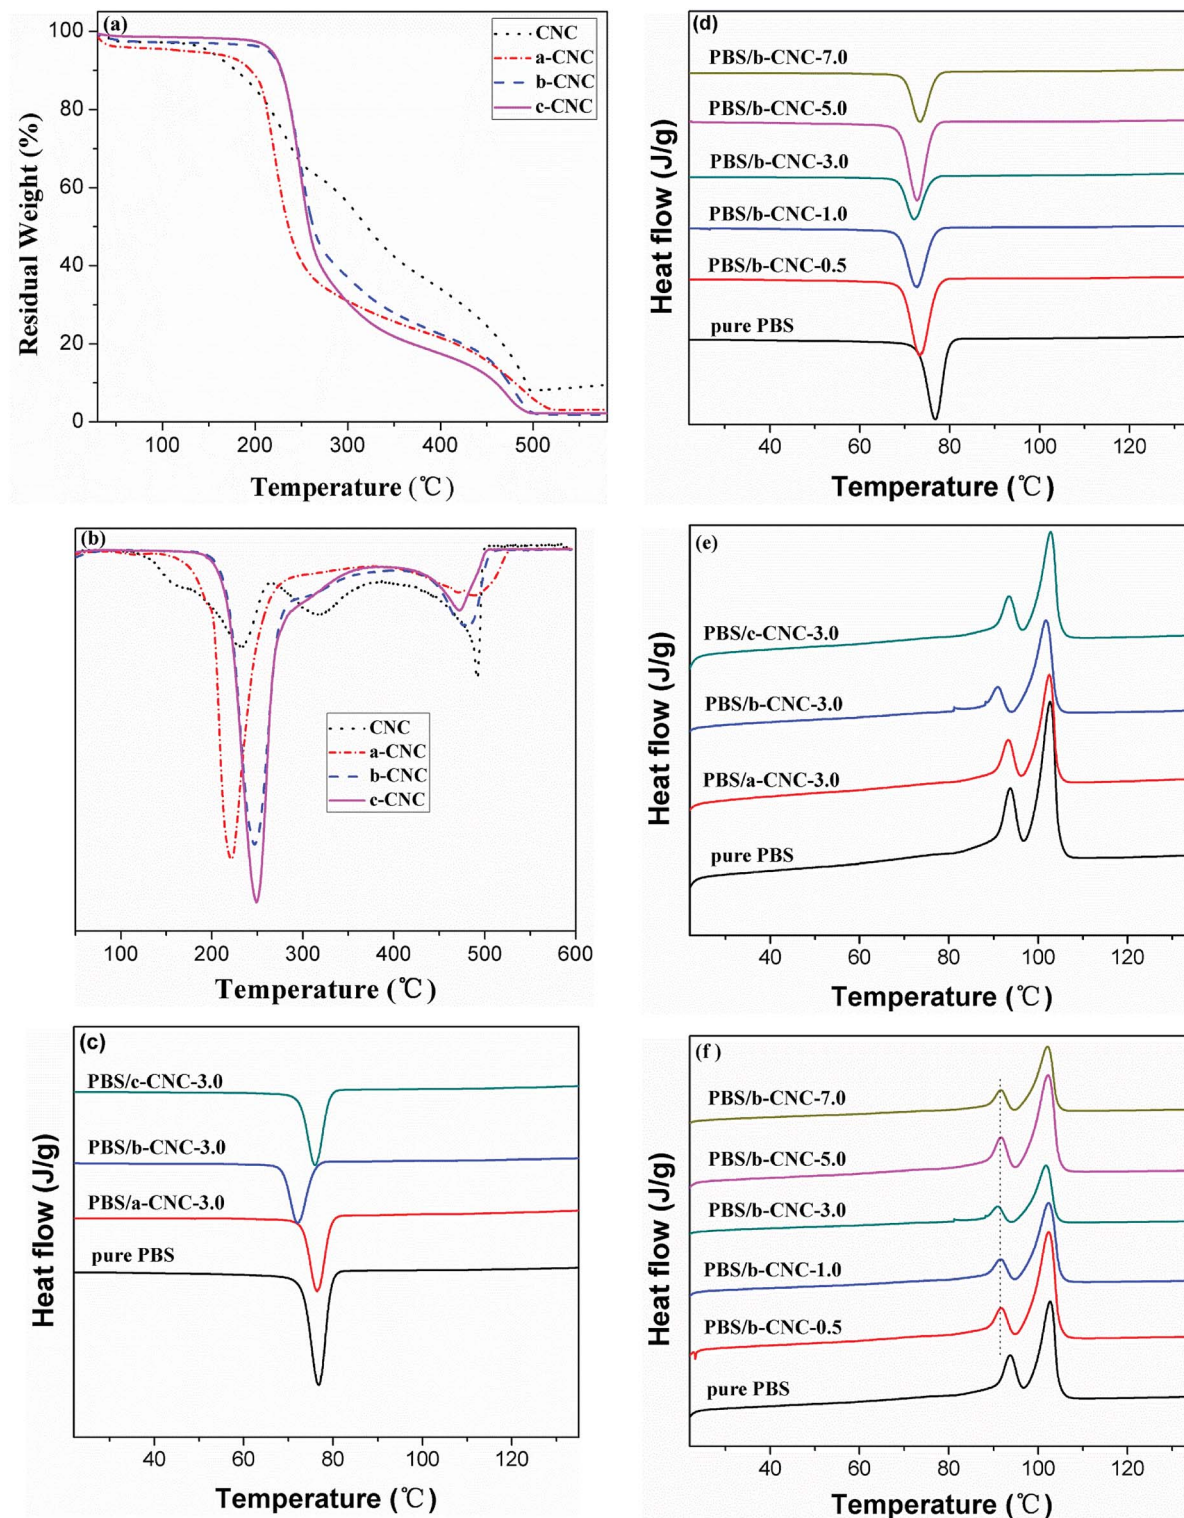 (a)
CNC
a-CNC
b-CNC
c-CNC
100
80
60
40
20
0
Residual Weight (%)
100
200
300
400
500
Temperature (℃)
(d)
PBS/b-CNC-7.0
PBS/b-CNC-5.0
PBS/b-CNC-3.0
PBS/b-CNC-1.0
PBS/b-CNC-0.5
pure PBS
Heat flow (J/g)
40
60
80
100
120
Temperature (℃)
(b)
CNC
a-CNC
b-CNC
c-CNC
100
200
300
400
500
600
Temperature (℃)
(e)
PBS/c-CNC-3.0
PBS/b-CNC-3.0
PBS/a-CNC-3.0
pure PBS
Heat flow (J/g)
40
60
80
100
120
Temperature (℃)
(c)
PBS/c-CNC-3.0
PBS/b-CNC-3.0
PBS/a-CNC-3.0
pure PBS
Heat flow (J/g)
40
60
80
100
120
Temperature (℃)
(f )
PBS/b-CNC-7.0
PBS/b-CNC-5.0
PBS/b-CNC-3.0
PBS/b-CNC-1.0
PBS/b-CNC-0.5
pure PBS
Heat flow (J/g)
40
60
80
100
120
Temperature (℃)